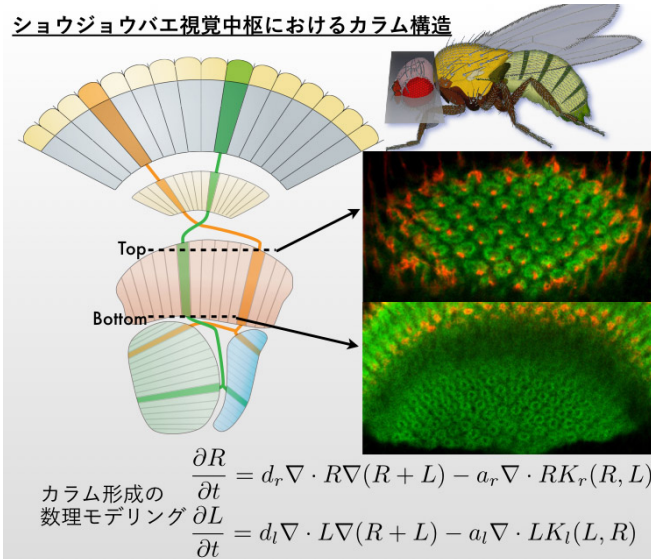 ショウジョウバエ視覚中枢におけるカラム構造
Top
Bottom
カラム形成の
数理モデリング
∂R/∂t = d_r∇ · R∇(R + L) − a_r∇ · RK_r(R, L)
∂L/∂t = d_l∇ · L∇(R + L) − a_l∇ · LK_l(L, R)